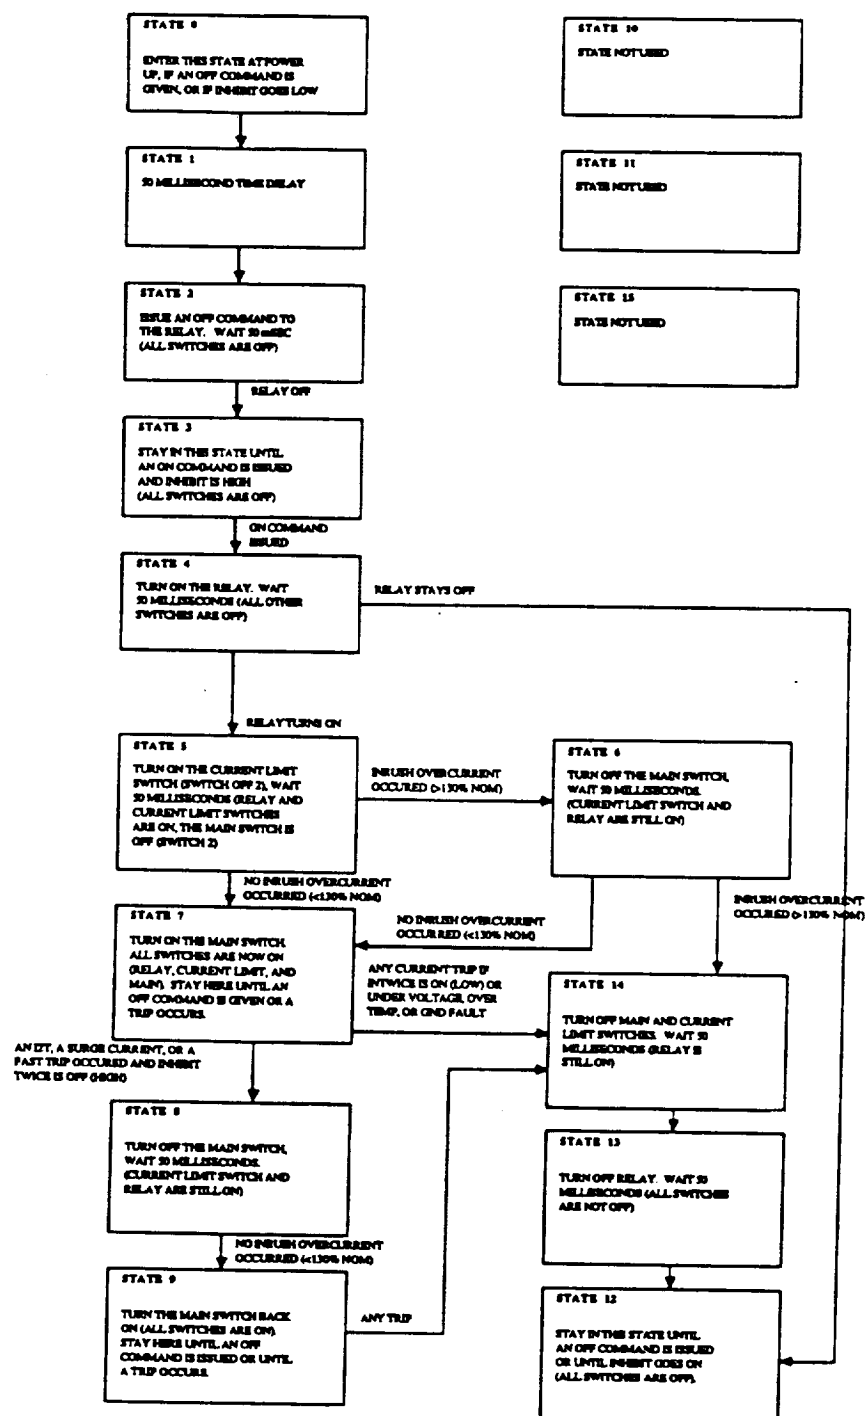 STATE 0
ENTER THIS STATE AT POWER
UP, IF AN OFF COMMAND IS
GIVEN, OR IF INHIBIT GOES LOW
STATE 10
STATE NOT USED
STATE 1
50 MILLISECOND TIME DELAY
STATE 11
STATE NOT USED
STATE 2
ISSUE AN OFF COMMAND TO
THE RELAY. WAIT 50 mSEC
(ALL SWITCHES ARE OFF)
STATE 15
STATE NOT USED
RELAY OFF
STATE 3
STAY IN THIS STATE UNTIL
AN ON COMMAND IS ISSUED
AND INHIBIT IS HIGH
(ALL SWITCHES ARE OFF)
ON COMMAND
ISSUED
STATE 4
TURN ON THE RELAY. WAIT
50 MILLISECONDS (ALL OTHER
SWITCHES ARE OFF)
RELAY STAYS OFF
RELAY TURNS ON
STATE 5
TURN ON THE CURRENT LIMIT
SWITCH (SWITCH OFF 2), WAIT
50 MILLISECONDS (RELAY AND
CURRENT LIMIT SWITCHES
ARE ON, THE MAIN SWITCH IS
OFF (SWITCH 2)
INRUSH OVERCURRENT
OCCURED (>130% NOM)
STATE 6
TURN OFF THE MAIN SWITCH,
WAIT 50 MILLISECONDS.
(CURRENT LIMIT SWITCH AND
RELAY ARE STILL ON)
NO INRUSH OVERCURRENT
OCCURRED (<130% NOM)
NO INRUSH OVERCURRENT
OCCURRED (<130% NOM)
INRUSH OVERCURRENT
OCCURED (>130% NOM)
STATE 7
TURN ON THE MAIN SWITCH.
ALL SWITCHES ARE NOW ON
(RELAY, CURRENT LIMIT, AND
MAIN). STAY HERE UNTIL AN
OFF COMMAND IS GIVEN OR A
TRIP OCCURS.
ANY CURRENT TRIP IF
INTWICE IS ON (LOW) OR
UNDER VOLTAGE, OVER
TEMP, OR GND FAULT
STATE 14
TURN OFF MAIN AND CURRENT
LIMIT SWITCHES. WAIT 50
MILLISECONDS (RELAY IS
STILL ON)
AN I2T, A SURGE CURRENT, OR A
FAST TRIP OCCURED AND INHIBIT
TWICE IS OFF (HIGH)
STATE 8
TURN OFF THE MAIN SWITCH,
WAIT 50 MILLISECONDS.
(CURRENT LIMIT SWITCH AND
RELAY ARE STILL ON)
STATE 13
TURN OFF RELAY. WAIT 50
MILLISECONDS (ALL SWITCHES
ARE NOT OFF)
NO INRUSH OVERCURRENT
OCCURRED (<130% NOM)
STATE 9
TURN THE MAIN SWITCH BACK
ON (ALL SWITCHES ARE ON).
STAY HERE UNTIL AN OFF
COMMAND IS ISSUED OR UNTIL
A TRIP OCCURS.
ANY TRIP
STATE 12
STAY IN THIS STATE UNTIL
AN OFF COMMAND IS ISSUED
OR UNTIL INHIBIT GOES ON
(ALL SWITCHES ARE OFF).